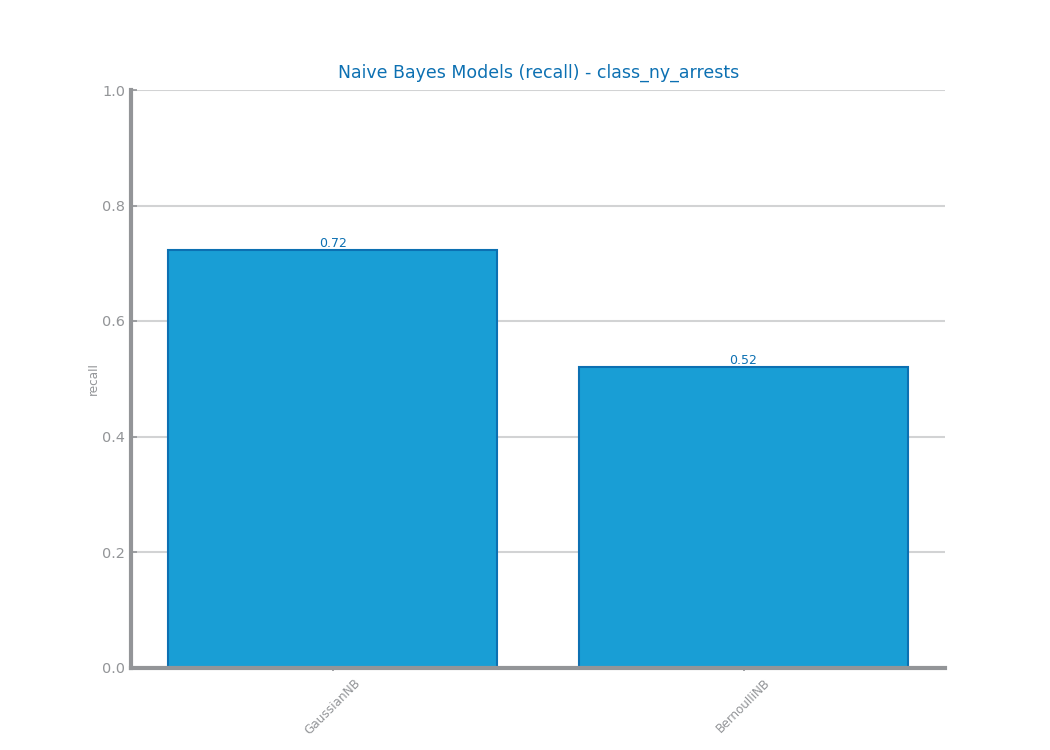 Naive Bayes Models (recall) - class_ny_arrests
1.0
0.8
0.6
0.4
0.2
0.0
recall
0.72
0.52
GaussianNB
BernoulliNB